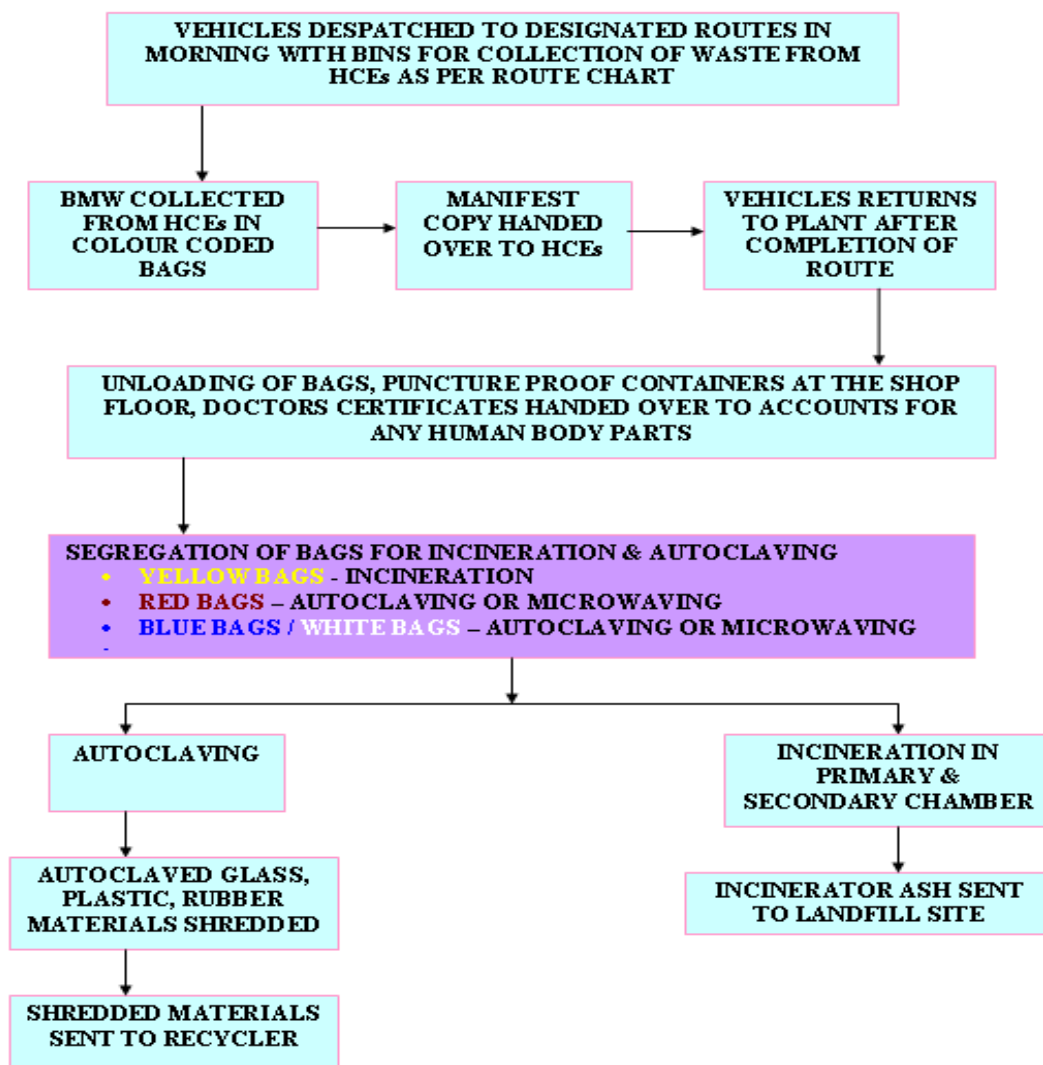 VEHICLES DESPATCHED TO DESIGNATED ROUTES IN
MORNING WITH BINS FOR COLLECTION OF WASTE FROM
HCEs AS PER ROUTE CHART
BMW COLLECTED
FROM HCEs IN
COLOUR CODED
BAGS
MANIFEST
COPY HANDED
OVER TO HCEs
VEHICLES RETURNS
TO PLANT AFTER
COMPLETION OF
ROUTE
UNLOADING OF BAGS, PUNCTURE PROOF CONTAINERS AT THE SHOP
FLOOR, DOCTORS CERTIFICATES HANDED OVER TO ACCOUNTS FOR
ANY HUMAN BODY PARTS
SEGREGATION OF BAGS FOR INCINERATION & AUTOCLAVING
• YELLOW BAGS - INCINERATION
• RED BAGS – AUTOCLAVING OR MICROWAVING
• BLUE BAGS / WHITE BAGS – AUTOCLAVING OR MICROWAVING
-
AUTOCLAVING
INCINERATION IN
PRIMARY &
SECONDARY CHAMBER
AUTOCLAVED GLASS,
PLASTIC, RUBBER
MATERIALS SHREDDED
INCINERATOR ASH SENT
TO LANDFILL SITE
SHREDDED MATERIALS
SENT TO RECYCLER